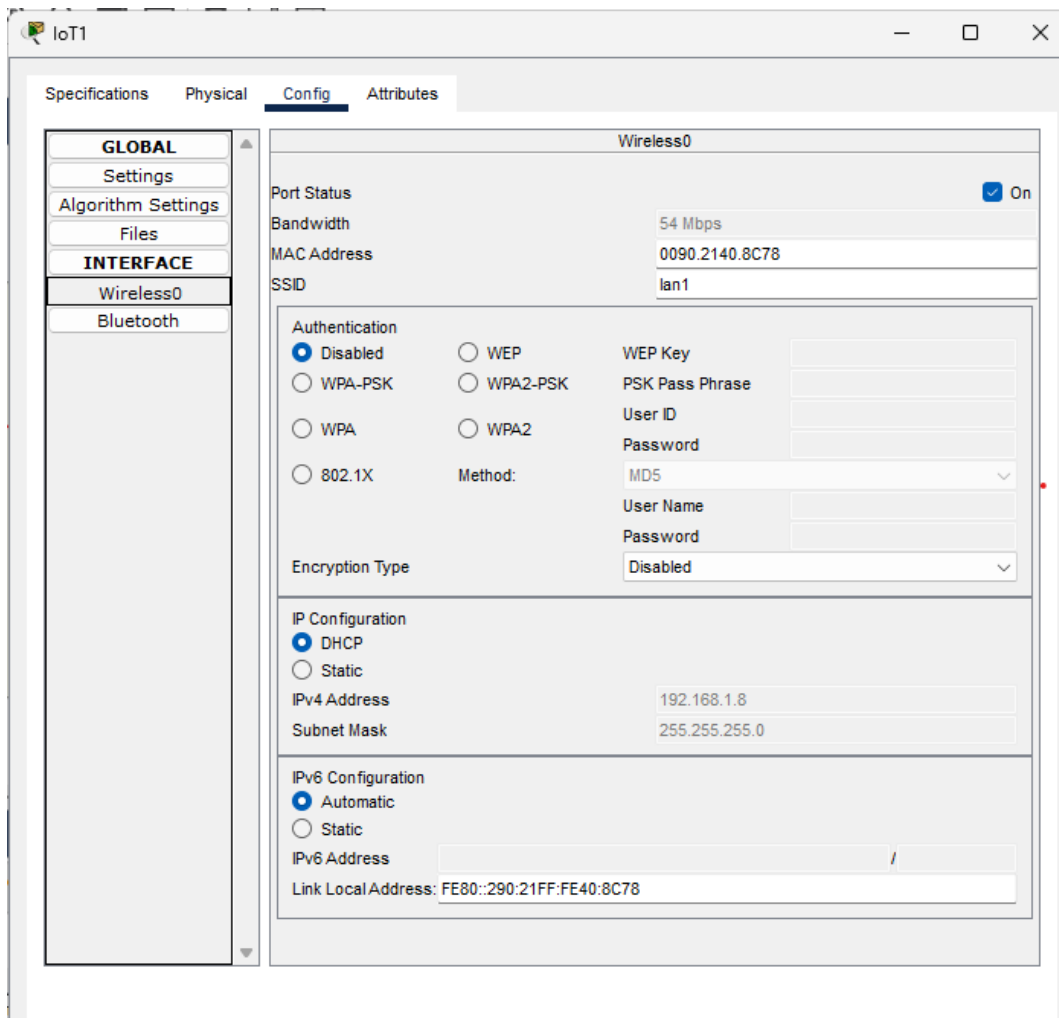 IoT1
Specifications Physical Config Attributes
GLOBAL
Settings
Algorithm Settings
Files
INTERFACE
Wireless0
Bluetooth
Wireless0
Port Status On
Bandwidth 54 Mbps
MAC Address 0090.2140.8C78
SSID lan1
Authentication
Disabled WEP WEP Key
WPA-PSK WPA2-PSK PSK Pass Phrase
User ID
WPA WPA2
Password
802.1X Method: MD5
User Name
Password
Encryption Type Disabled
IP Configuration
DHCP
Static
IPv4 Address 192.168.1.8
Subnet Mask 255.255.255.0
IPv6 Configuration
Automatic
Static
IPv6 Address /
Link Local Address: FE80::290:21FF:FE40:8C78